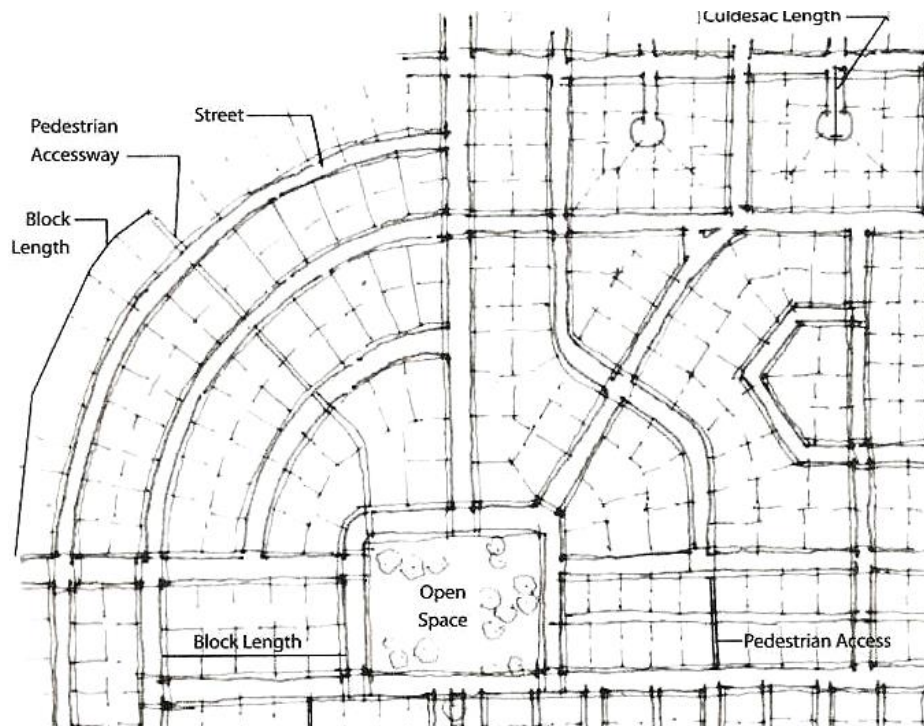 Culdesac Length
Street
Pedestrian
Accessway
Block
Length
Open
Space
Block Length
Pedestrian Access